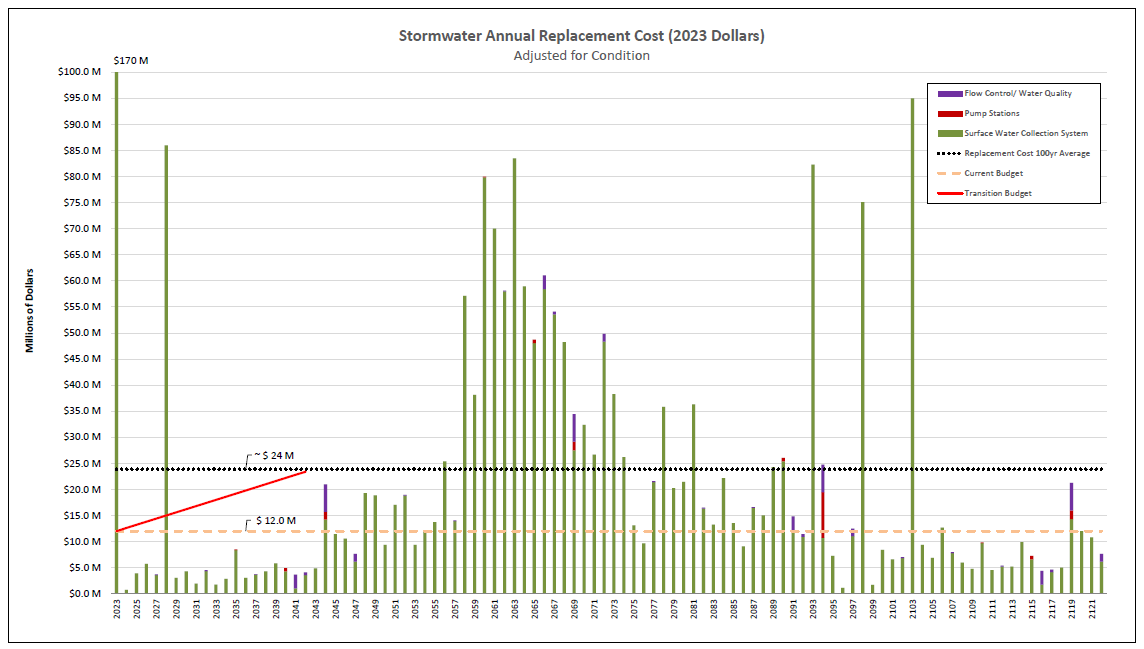 Stormwater Annual Replacement Cost (2023 Dollars)
Adjusted for Condition
$170 M
$100.0 M
$95.0 M
$90.0 M
$85.0 M
$80.0 M
$75.0 M
$70.0 M
$65.0 M
$60.0 M
$55.0 M
$50.0 M
$45.0 M
$40.0 M
$35.0 M
$30.0 M
$25.0 M
$20.0 M
$15.0 M
$10.0 M
$5.0 M
$0.0 M
Millions of Dollars
Flow Control/ Water Quality
Pump Stations
Surface Water Collection System
Replacement Cost 100yr Average
Current Budget
Transition Budget
~ $ 24 M
$ 12.0 M
2023
2025
2027
2029
2031
2033
2035
2037
2039
2041
2043
2045
2047
2049
2051
2053
2055
2057
2059
2061
2063
2065
2067
2069
2071
2073
2075
2077
2079
2081
2083
2085
2087
2089
2091
2093
2095
2097
2099
2101
2103
2105
2107
2109
2111
2113
2115
2117
2119
2121